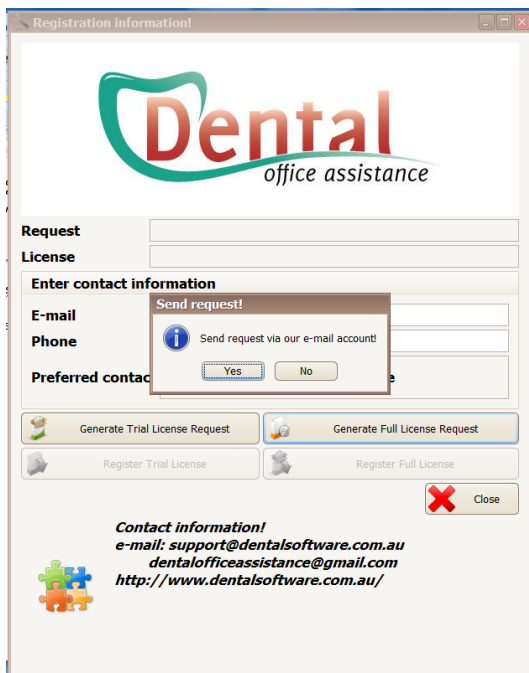 Registration information!
Dental
office assistance
Request
License
Enter contact information
E-mail
Phone
Preferred contac
Send request!
Send request via our e-mail account!
Yes
No
e
Generate Trial License Request
Generate Full License Request
Register Trial License
Register Full License
Close
Contact information!
e-mail: support@dentalsoftware.com.au
dentalofficeassistance@gmail.com
http://www.dentalsoftware.com.au/